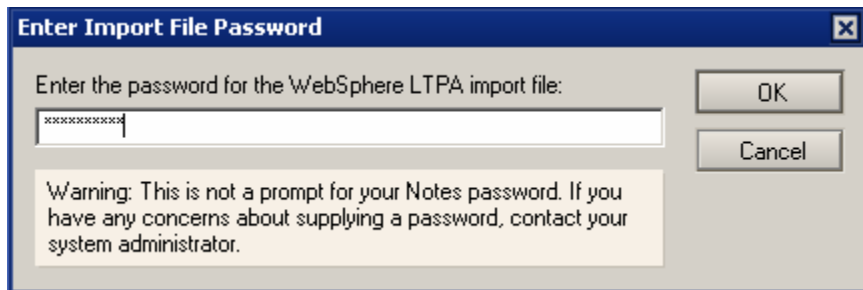 Enter Import File Password
Enter the password for the WebSphere LTPA import file:
OK
xxxxxxxxxx
Cancel
Warning: This is not a prompt for your Notes password. If you
have any concerns about supplying a password, contact your
system administrator.